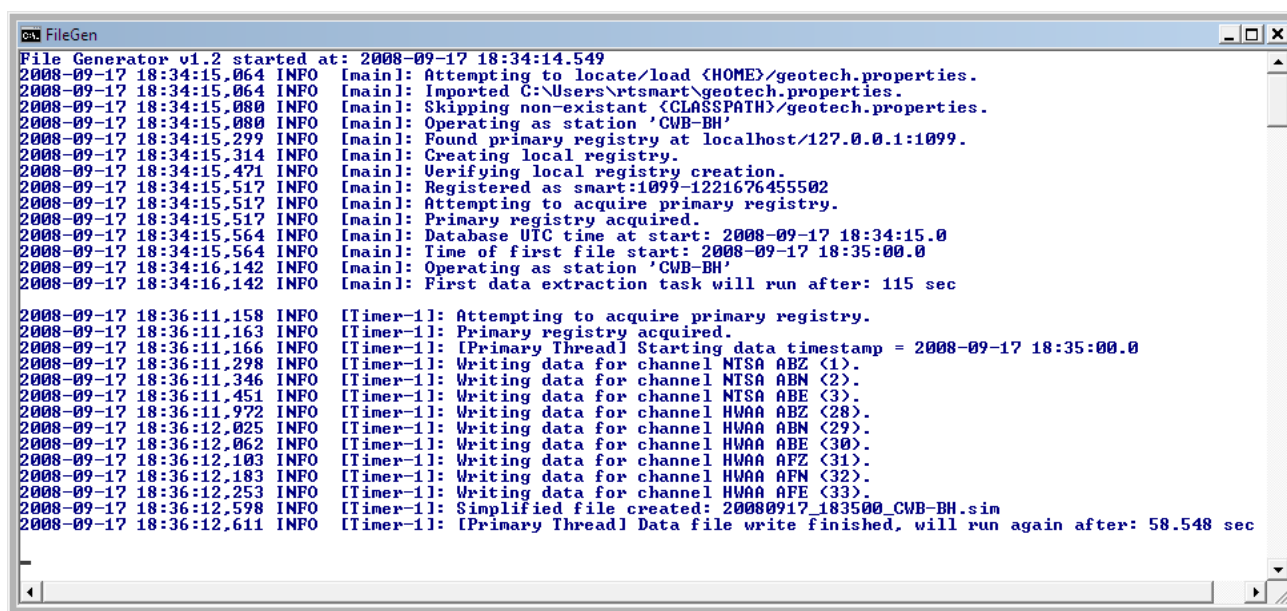 FileGen
File Generator v1.2 started at: 2008-09-17 18:34:14.549
2008-09-17 18:34:15,064 INFO [main]: Attempting to locate/load {HOME}/geotech.properties.
2008-09-17 18:34:15,064 INFO [main]: Imported C:\Users\rtsmart\geotech.properties.
2008-09-17 18:34:15,080 INFO [main]: Skipping non-existant {CLASSPATH}/geotech.properties.
2008-09-17 18:34:15,080 INFO [main]: Operating as station 'CWB-BH'
2008-09-17 18:34:15,299 INFO [main]: Found primary registry at localhost/127.0.0.1:1099.
2008-09-17 18:34:15,314 INFO [main]: Creating local registry.
2008-09-17 18:34:15,471 INFO [main]: Verifying local registry creation.
2008-09-17 18:34:15,517 INFO [main]: Registered as smart:1099-1221676455502
2008-09-17 18:34:15,517 INFO [main]: Attempting to acquire primary registry.
2008-09-17 18:34:15,517 INFO [main]: Primary registry acquired.
2008-09-17 18:34:15,564 INFO [main]: Database UTC time at start: 2008-09-17 18:34:15.0
2008-09-17 18:34:15,564 INFO [main]: Time of first file start: 2008-09-17 18:35:00.0
2008-09-17 18:34:16,142 INFO [main]: Operating as station 'CWB-BH'
2008-09-17 18:34:16,142 INFO [main]: First data extraction task will run after: 115 sec
2008-09-17 18:36:11,158 INFO [Timer-1]: Attempting to acquire primary registry.
2008-09-17 18:36:11,163 INFO [Timer-1]: Primary registry acquired.
2008-09-17 18:36:11,166 INFO [Timer-1]: [Primary Thread] Starting data timestamp = 2008-09-17 18:35:00.0
2008-09-17 18:36:11,298 INFO [Timer-1]: Writing data for channel NTSA ABZ (1).
2008-09-17 18:36:11,346 INFO [Timer-1]: Writing data for channel NTSA ABN (2).
2008-09-17 18:36:11,451 INFO [Timer-1]: Writing data for channel NTSA ABE (3).
2008-09-17 18:36:11,972 INFO [Timer-1]: Writing data for channel HWAA ABZ (28).
2008-09-17 18:36:12,025 INFO [Timer-1]: Writing data for channel HWAA ABN (29).
2008-09-17 18:36:12,062 INFO [Timer-1]: Writing data for channel HWAA ABE (30).
2008-09-17 18:36:12,103 INFO [Timer-1]: Writing data for channel HWAA AFZ (31).
2008-09-17 18:36:12,183 INFO [Timer-1]: Writing data for channel HWAA AFN (32).
2008-09-17 18:36:12,253 INFO [Timer-1]: Writing data for channel HWAA AFE (33).
2008-09-17 18:36:12,598 INFO [Timer-1]: Simplified file created: 20080917_183500_CWB-BH.sim
2008-09-17 18:36:12,611 INFO [Timer-1]: [Primary Thread] Data file write finished, will run again after: 58.548 sec